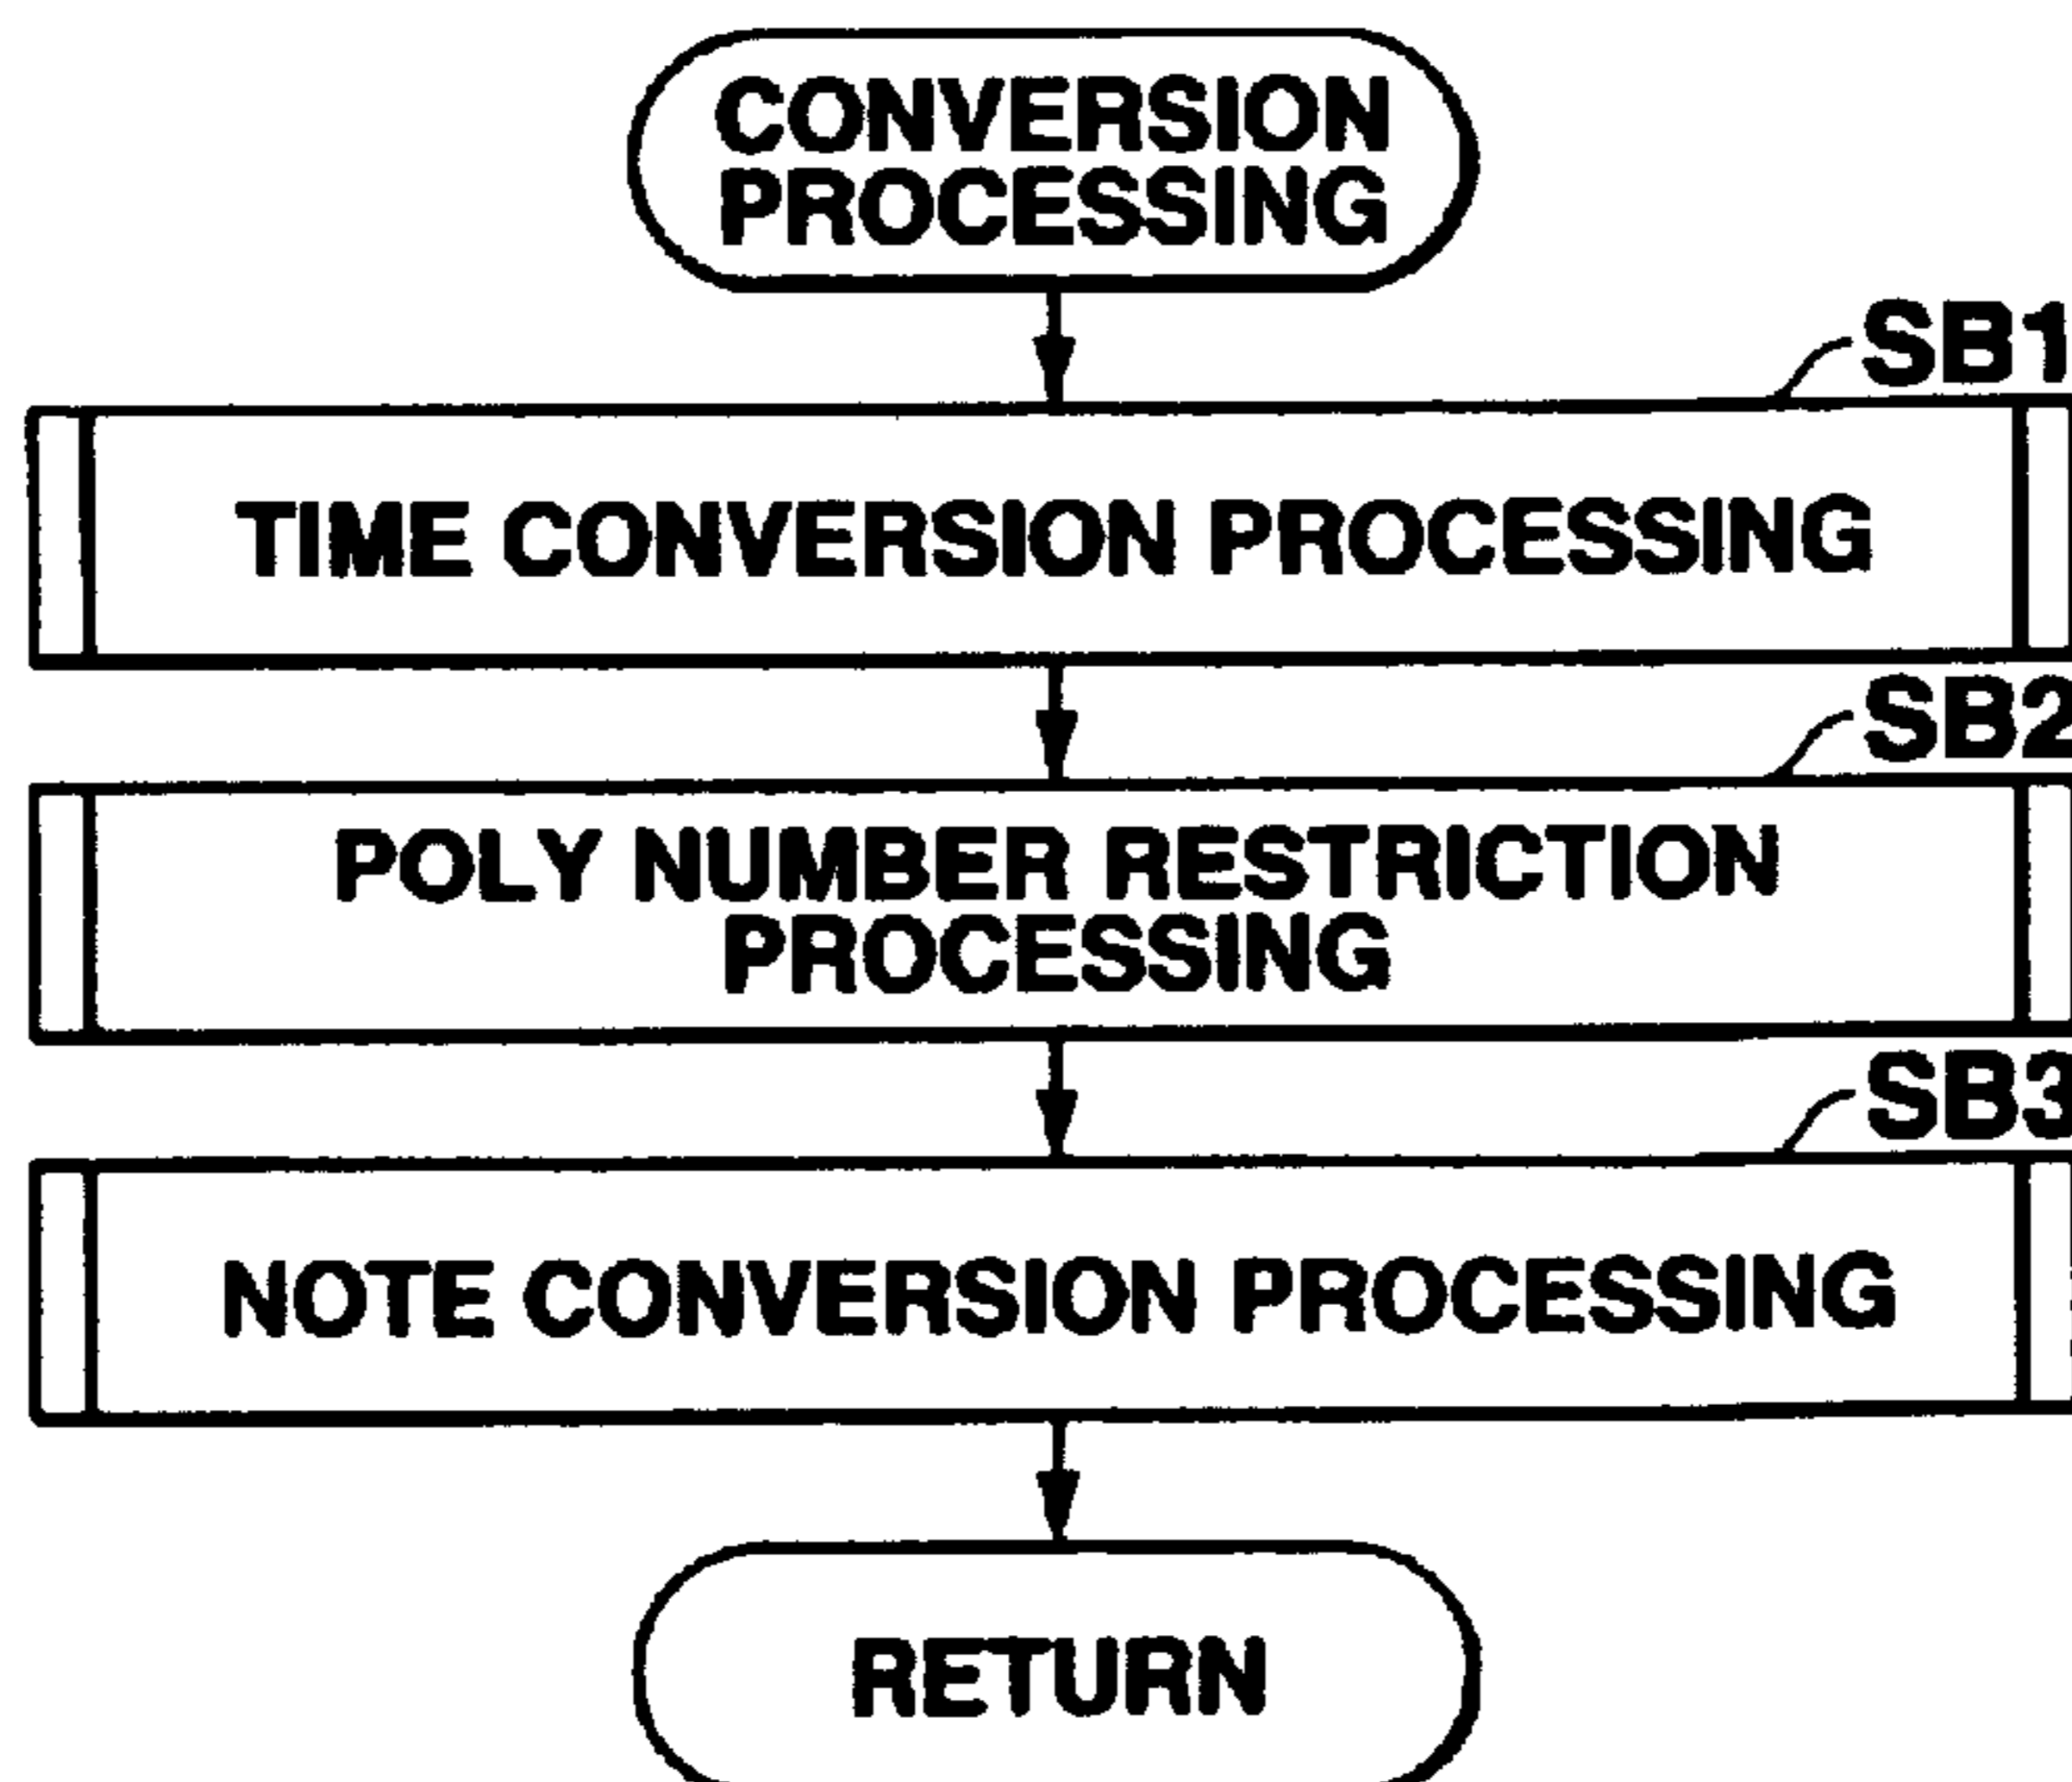 CONVERSION
PROCESSING
SB1
TIME CONVERSION PROCESSING
SB2
POLY NUMBER RESTRICTION
PROCESSING
SB3
NOTE CONVERSION PROCESSING
RETURN